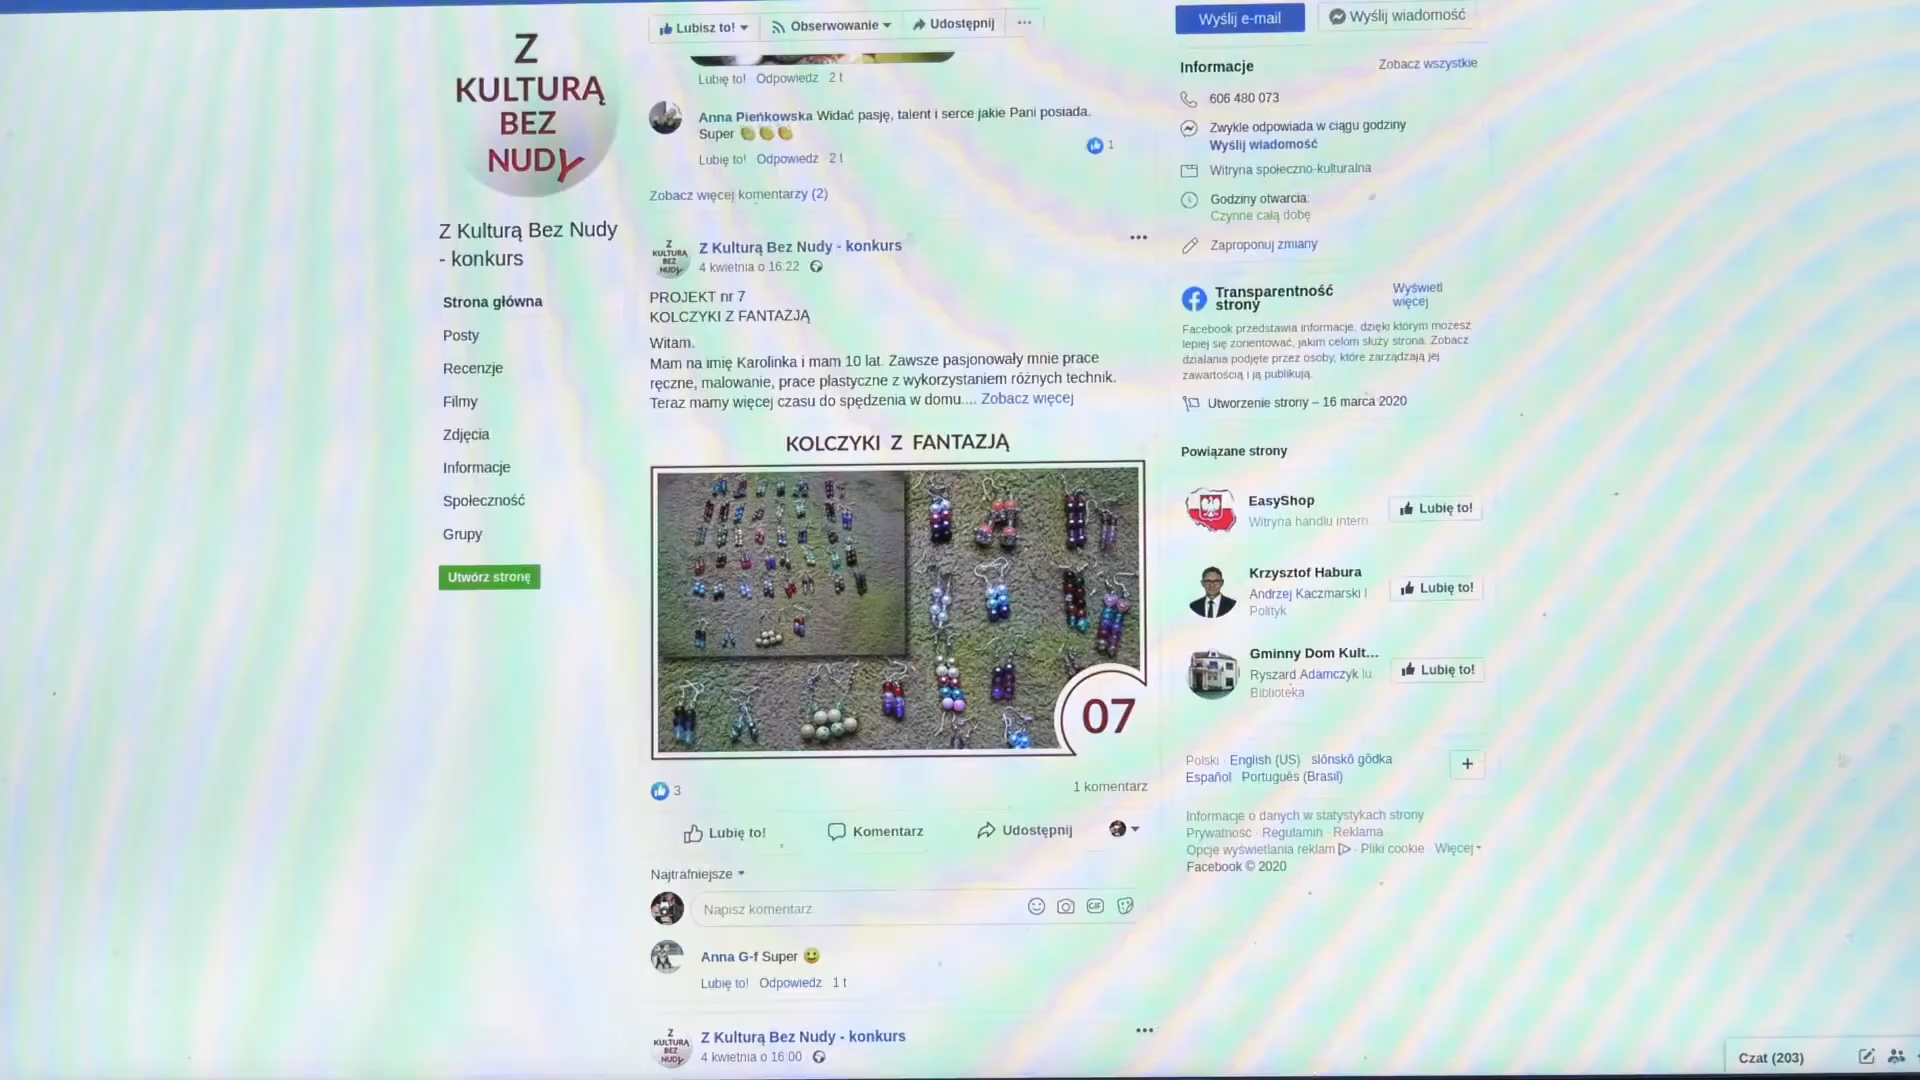 Z
KULTURĄ
BEZ
NUDY
Z Kulturą Bez Nudy
- konkurs
Strona główna
Posty
Recenzje
Filmy
Zdjęcia
Informacje
Społeczność
Grupy
Utwórz stronę
Lubisz to!
Obserwowanie
Udostępnij
Lubię to! Odpowiedz 2 t
Anna Pieńkowska Widać pasję, talent i serce jakie Pani posiada.
Super 👏👏👏
1
Lubię to! Odpowiedz 2 t
Zobacz więcej komentarzy (2)
Z
KULTURĄ
BEZ
NUDY
Z Kulturą Bez Nudy - konkurs
4 kwietnia o 16:22
PROJEKT nr 7
KOLCZYKI Z FANTAZJĄ
Witam.
Mam na imię Karolinka i mam 10 lat. Zawsze pasjonowały mnie prace
ręczne, malowanie, prace plastyczne z wykorzystaniem różnych technik.
Teraz mamy więcej czasu do spędzenia w domu.... Zobacz więcej
KOLCZYKI Z FANTAZJĄ
07
3
1 komentarz
Lubię to!
Komentarz
Udostępnij
Najtrafniejsze
Napisz komentarz
GIF
Anna G-f Super 😃
Lubię to! Odpowiedz 1 t
Z
KULTURĄ
BEZ
NUDY
Z Kulturą Bez Nudy - konkurs
4 kwietnia o 16:00
Wyślij e-mail
Wyślij wiadomość
Informacje
Zobacz wszystkie
606 480 073
Zwykle odpowiada w ciągu godziny
Wyślij wiadomość
Witryna społeczno-kulturalna
Godziny otwarcia:
Czynne całą dobę
Zaproponuj zmiany
Transparentność
strony
Wyświetl
więcej
Facebook przedstawia informacje, dzięki którym możesz
lepiej się zorientować, jakim celom służy strona. Zobacz
działania podjęte przez osoby, które zarządzają jej
zawartością i ją publikują.
Utworzenie strony – 16 marca 2020
Powiązane strony
EasyShop
Witryna handlu intern
Lubię to!
Krzysztof Habura
Andrzej Kaczmarski l
Polityk
Lubię to!
Gminny Dom Kult...
Ryszard Adamczyk lu
Biblioteka
Lubię to!
Polski · English (US) · ślōnskŏ gŏdka
Español · Português (Brasil)
+
Informacje o danych w statystykach strony
Prywatność · Regulamin · Reklama
Opcje wyświetlania reklam · Pliki cookie · Więcej
Facebook © 2020
Czat (203)